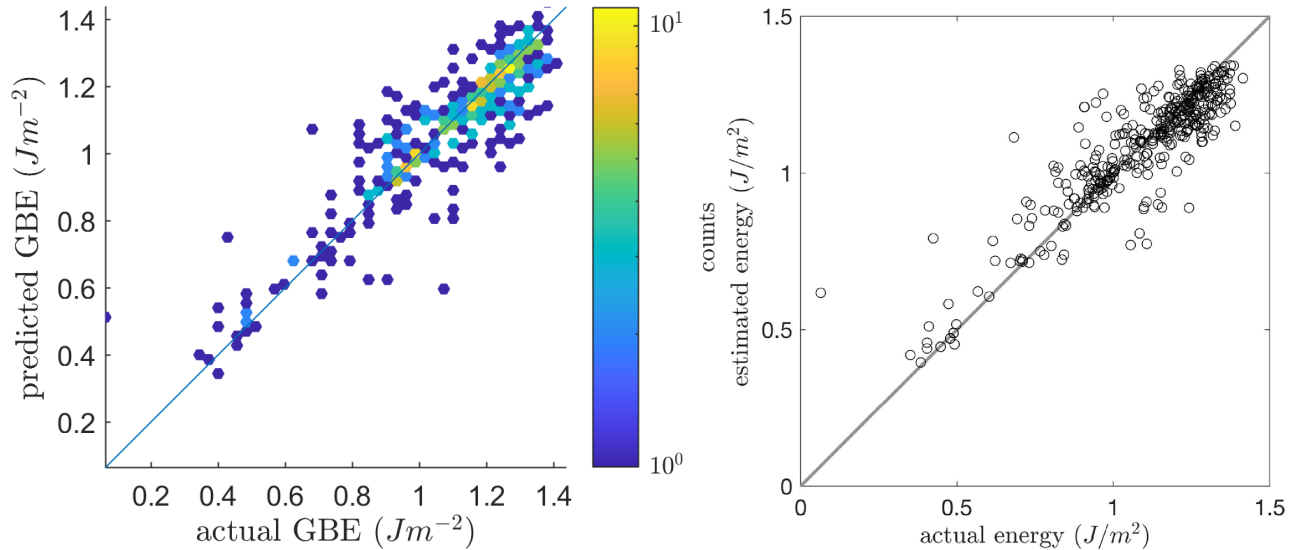 predicted GBE (Jm⁻²)
1.4
1.2
1
0.8
0.6
0.4
0.2
0.2 0.4 0.6 0.8 1 1.2 1.4
actual GBE (Jm⁻²)
10¹
10⁰
counts
estimated energy (J/m²)
1.5
1
0.5
0
0 0.5 1 1.5
actual energy (J/m²)